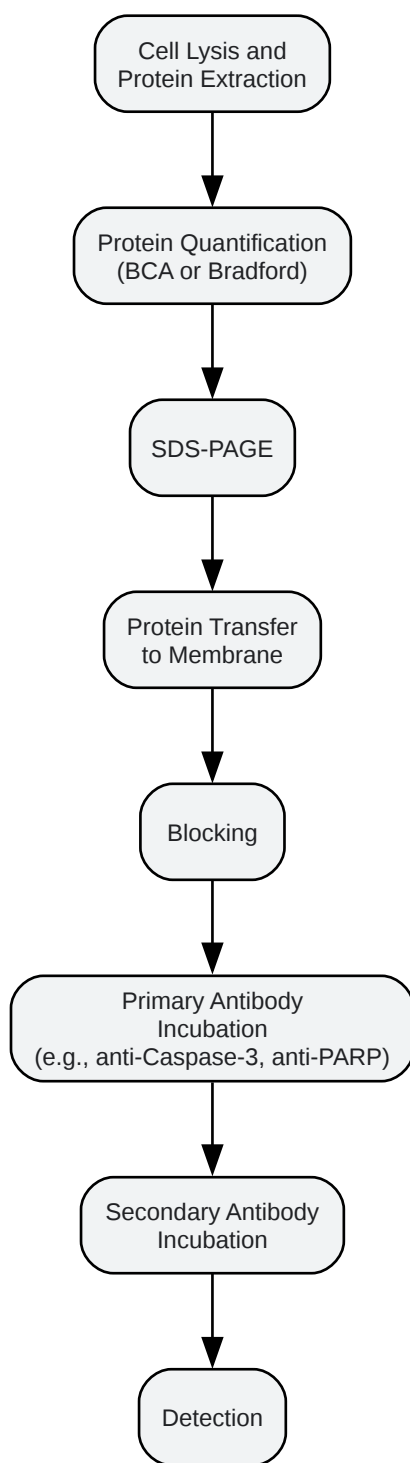 Cell Lysis and
Protein Extraction
Protein Quantification
(BCA or Bradford)
SDS-PAGE
Protein Transfer
to Membrane
Blocking
Primary Antibody
Incubation
(e.g., anti-Caspase-3, anti-PARP)
Secondary Antibody
Incubation
Detection